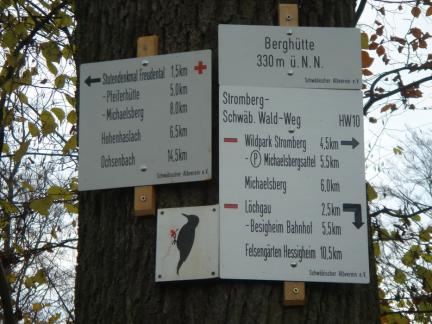 Stutendenkmal Freudental 1,5km
-Pfeiferhütte 5,0km
-Michaelsberg 8,0km
Hohenhaslach 6,5km
Ochsenbach 14,5km
Schwäbischer Albverein e.V.
Berghütte
330 m ü. N. N.
Schwäbischer Albverein e.V
Stromberg-
Schwäb. Wald-Weg HW10
Wildpark Stromberg 4,5km
-P Michaelsbergsattel 5,5km
Michaelsberg 6,0km
Löchgau 2,5km
-Besigheim Bahnhof 5,5km
Felsengärten Hessigheim 10,5km
Schwäbischer Albverein e.V.